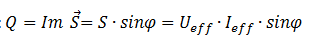 : Q = Im S⃗ = S · sinφ = U_eff · I_eff · sinφ